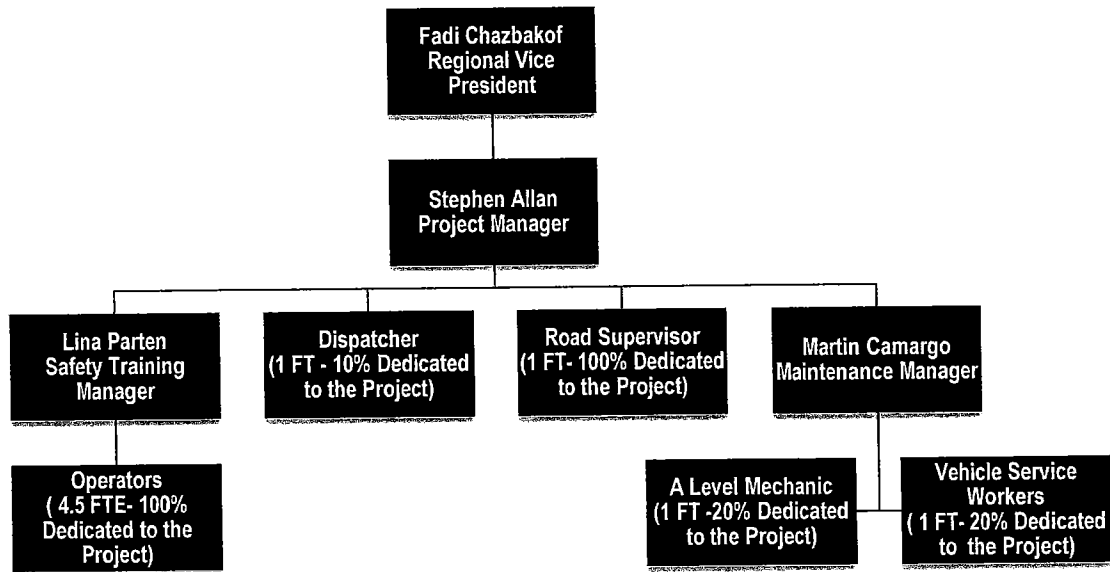 Fadi Chazbakof
Regional Vice
President
Stephen Allan
Project Manager
Lina Parten
Safety Training
Manager
Dispatcher
(1 FT - 10% Dedicated
to the Project)
Road Supervisor
(1 FT- 100% Dedicated
to the Project)
Martin Camargo
Maintenance Manager
Operators
( 4.5 FTE- 100%
Dedicated to the
Project)
A Level Mechanic
(1 FT -20% Dedicated
to the Project)
Vehicle Service
Workers
( 1 FT- 20% Dedicated
to the Project)